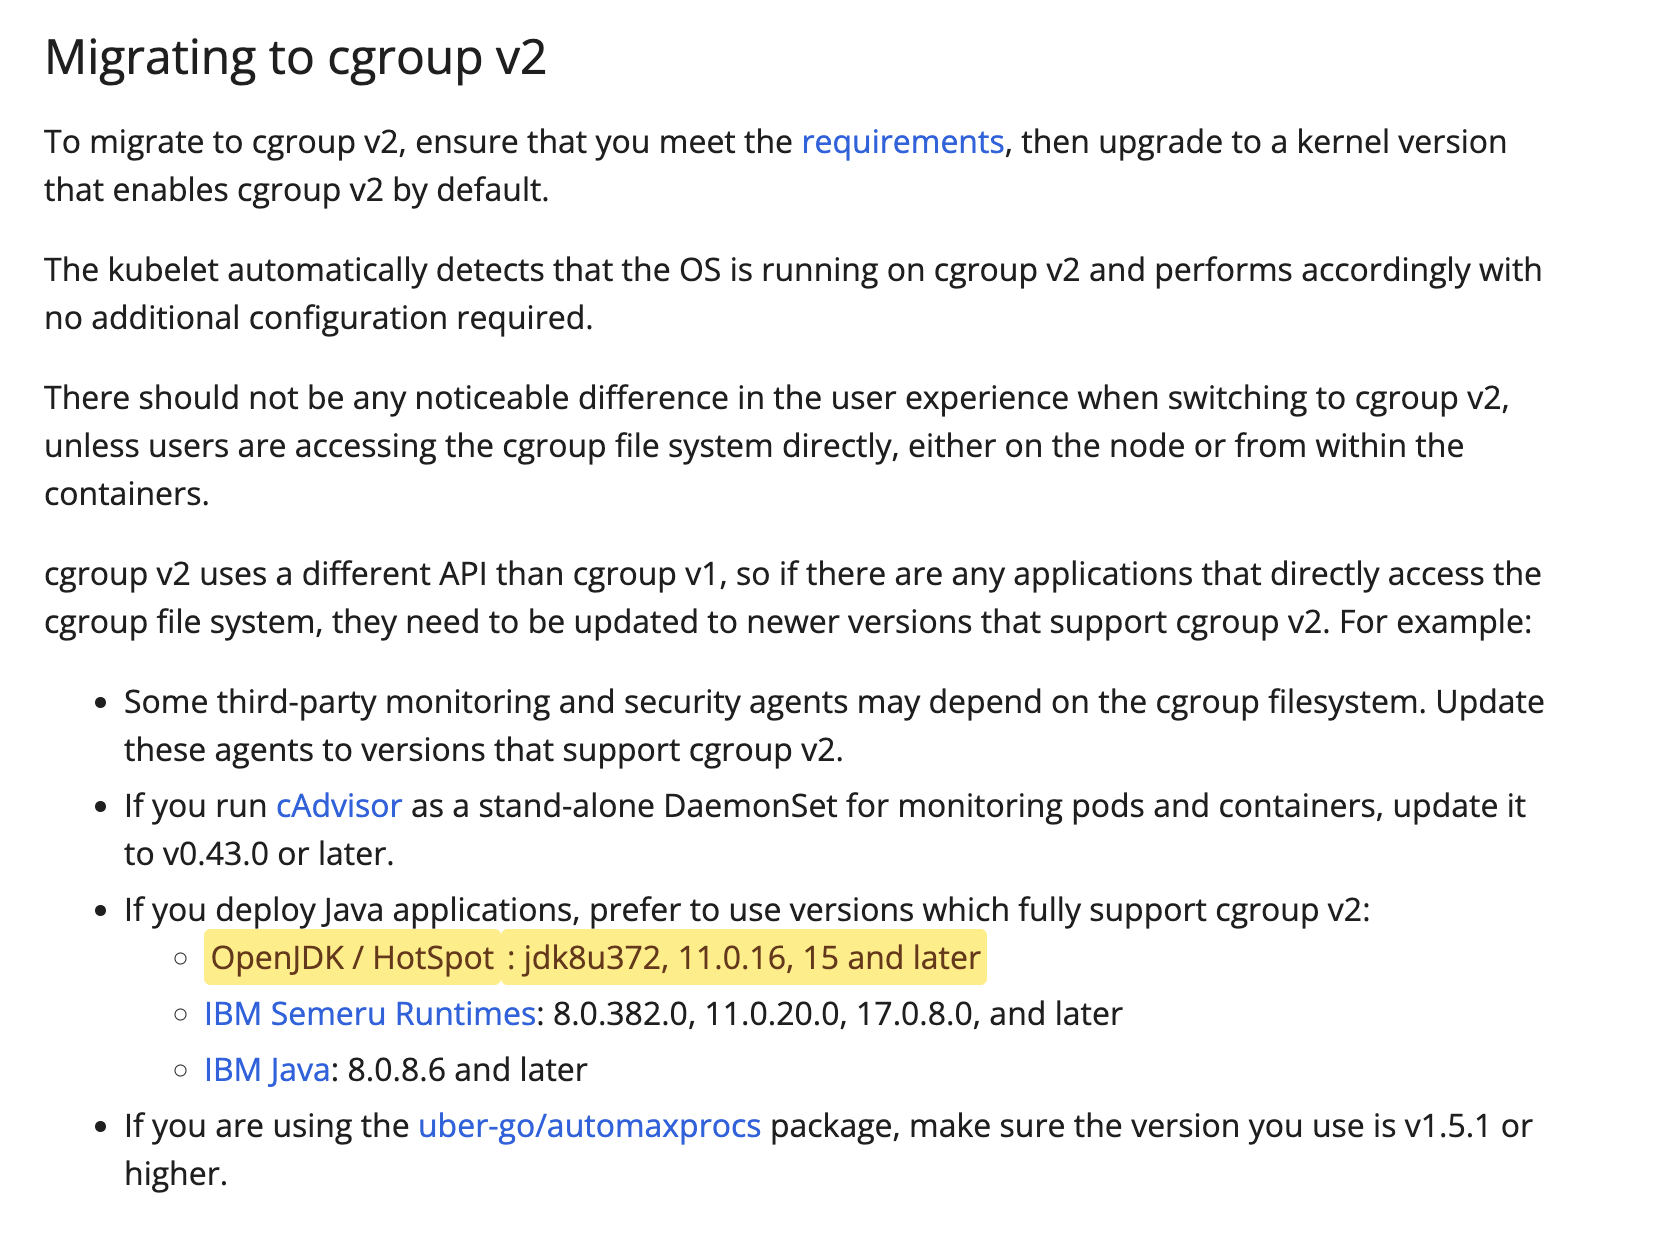 Migrating to cgroup v2
To migrate to cgroup v2, ensure that you meet the requirements, then upgrade to a kernel version
that enables cgroup v2 by default.
The kubelet automatically detects that the OS is running on cgroup v2 and performs accordingly with
no additional configuration required.
There should not be any noticeable difference in the user experience when switching to cgroup v2,
unless users are accessing the cgroup file system directly, either on the node or from within the
containers.
cgroup v2 uses a different API than cgroup v1, so if there are any applications that directly access the
cgroup file system, they need to be updated to newer versions that support cgroup v2. For example:
• Some third-party monitoring and security agents may depend on the cgroup filesystem. Update
these agents to versions that support cgroup v2.
• If you run cAdvisor as a stand-alone DaemonSet for monitoring pods and containers, update it
to v0.43.0 or later.
• If you deploy Java applications, prefer to use versions which fully support cgroup v2:
◦ OpenJDK / HotSpot : jdk8u372, 11.0.16, 15 and later
◦ IBM Semeru Runtimes: 8.0.382.0, 11.0.20.0, 17.0.8.0, and later
◦ IBM Java: 8.0.8.6 and later
• If you are using the uber-go/automaxprocs package, make sure the version you use is v1.5.1 or
higher.